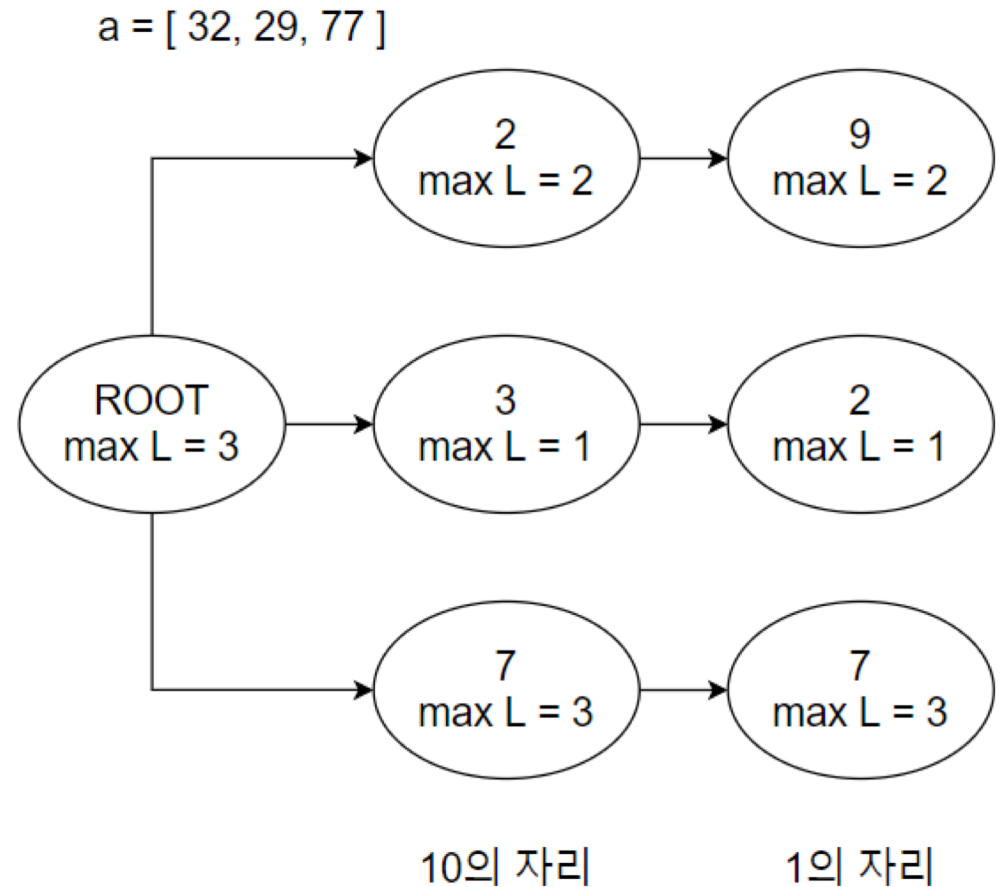 a = [ 32, 29, 77 ]
2
max L = 2
9
max L = 2
ROOT
max L = 3
3
max L = 1
2
max L = 1
7
max L = 3
7
max L = 3
10의 자리
1의 자리